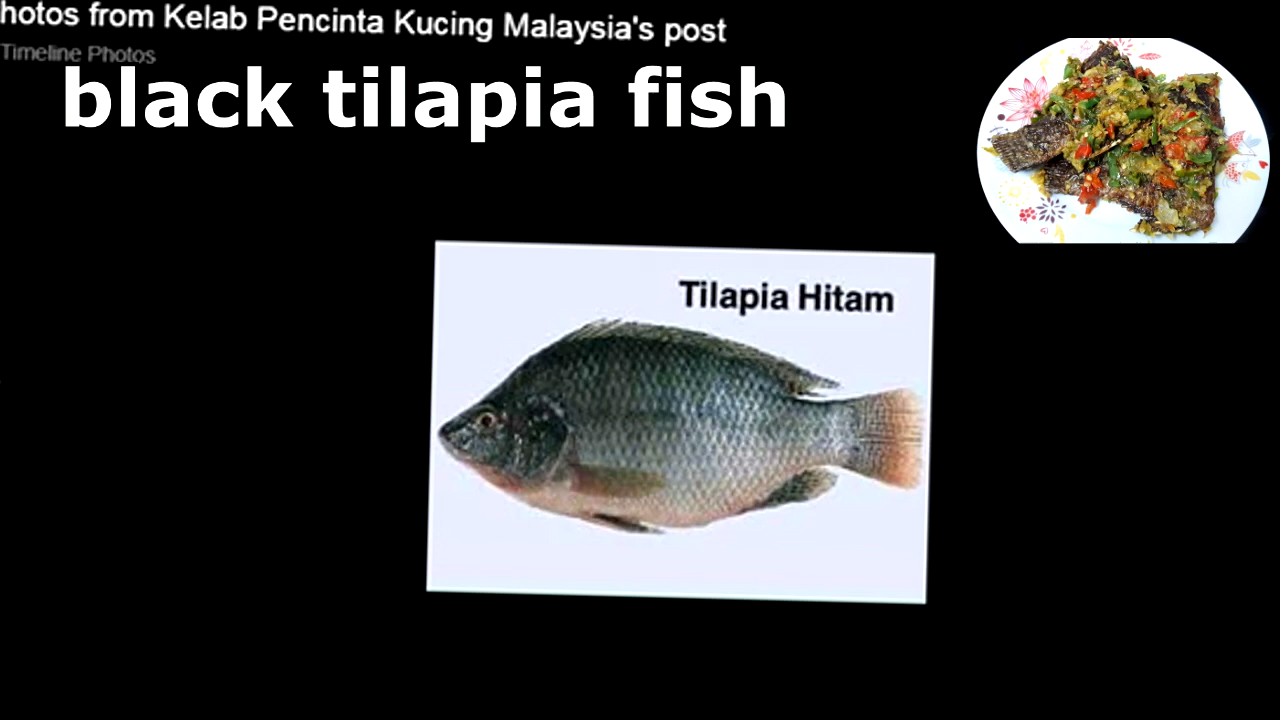 hotos from Kelab Pencinta Kucing Malaysia's post
Timeline Photos
black tilapia fish
Tilapia Hitam